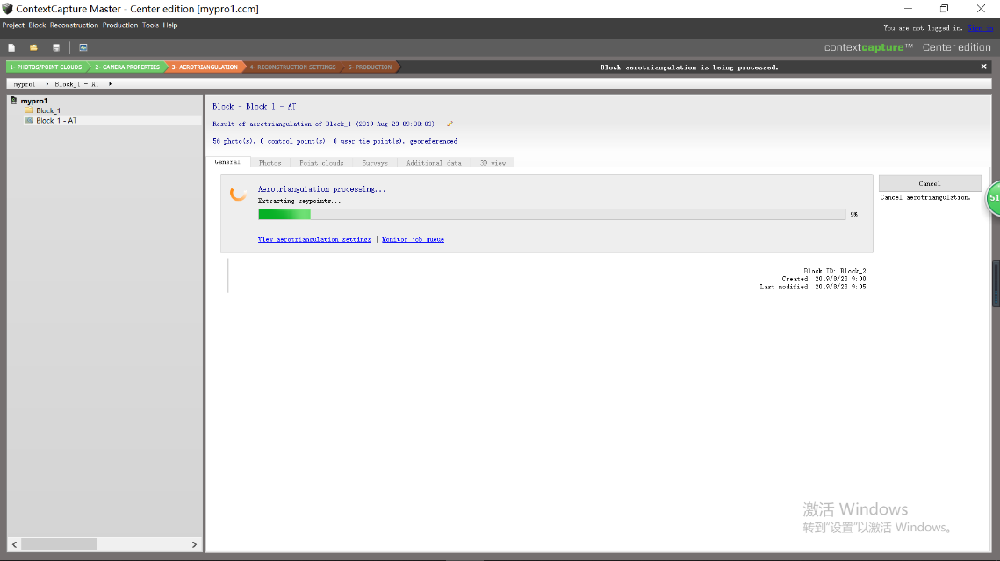 ContextCapture Master - Center edition [mypro1.ccm]
Project Block Reconstruction Production Tools Help
You are not logged in. Sign in
contextcapture™ Center edition
1- PHOTOS/POINT CLOUDS 2- CAMERA PROPERTIES 3- AEROTRIANGULATION 4- RECONSTRUCTION SETTINGS 5- PRODUCTION
Block aerotriangulation is being processed.
mypro1 Block_1 - AT
mypro1
Block_1
Block_1 - AT
Block - Block_1 - AT
Result of aerotriangulation of Block_1 (2019-Aug-23 09:00:03)
56 photo(s), 0 control point(s), 0 user tie point(s), georeferenced
General Photos Point clouds Surveys Additional data 3D view
Aerotriangulation processing...
Extracting keypoints...
9%
View aerotriangulation settings | Monitor job queue
Cancel
Cancel aerotriangulation.
51
Block ID: Block_2
Created: 2019/8/23 9:00
Last modified: 2019/8/23 9:05
激活 Windows
转到"设置"以激活 Windows。